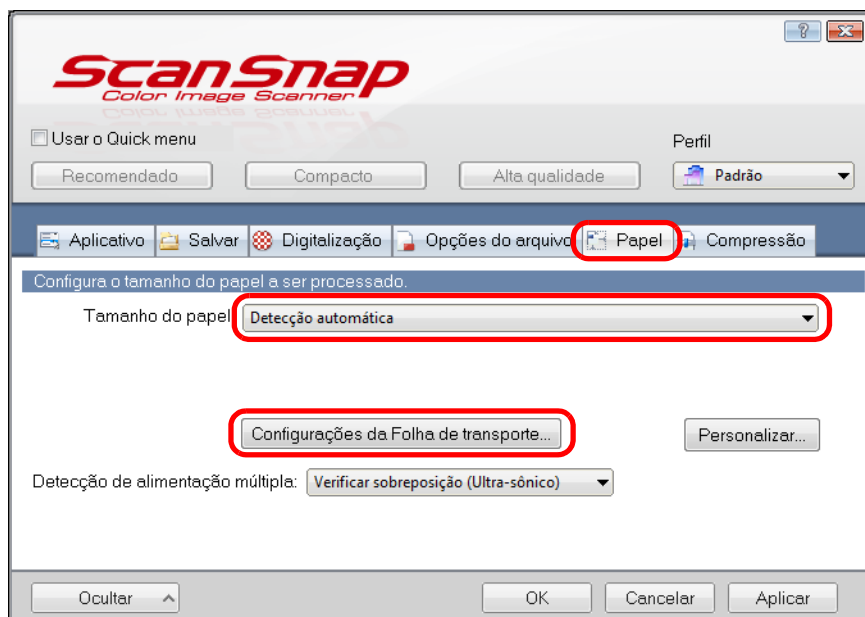 ScanSnap
Color Image Scanner
Usar o Quick menu
Perfil
Recomendado Compacto Alta qualidade Padrão
Aplicativo Salvar Digitalização Opções do arquivo Papel Compressão
Configura o tamanho do papel a ser processado.
Tamanho do papel Detecção automática
Configurações da Folha de transporte... Personalizar...
Detecção de alimentação múltipla: Verificar sobreposição (Ultra-sônico)
Ocultar OK Cancelar Aplicar